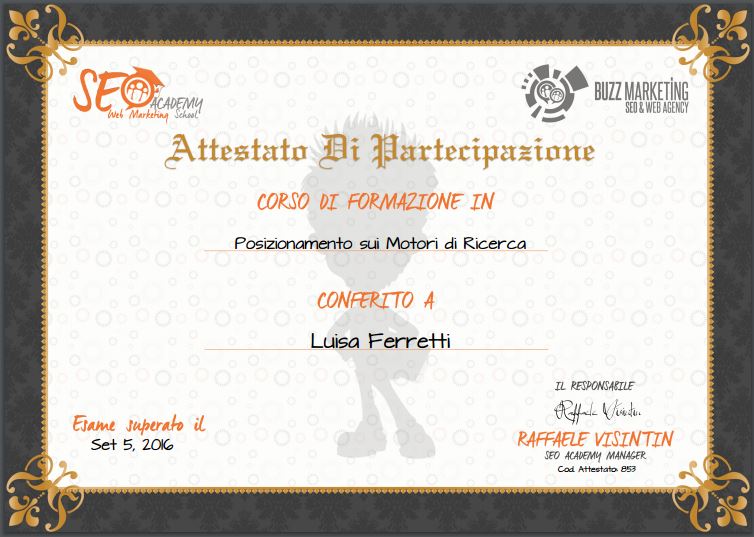 SEO
ACADEMY
Web Marketing School
BUZZ MARKETING
SEO & WEB AGENCY
Attestato Di Partecipazione
CORSO DI FORMAZIONE IN
Posizionamento sui Motori di Ricerca
CONFERITO A
Luisa Ferretti
IL RESPONSABILE
Raffaele Visintin
Esame superato il
Set 5, 2016
RAFFAELE VISINTIN
SEO ACADEMY MANAGER
Cod. Attestato: 853